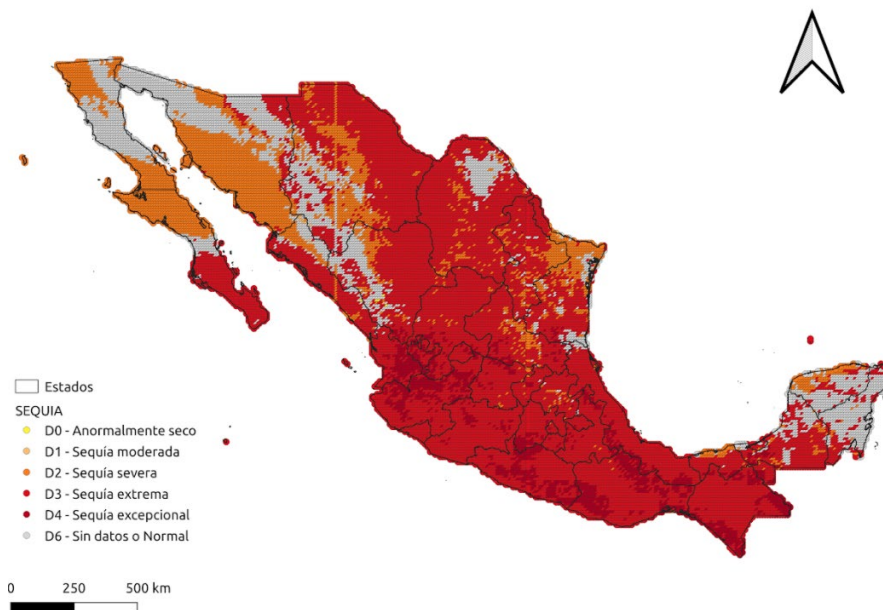 Estados
SEQUIA
D0 - Anormalmente seco
D1 - Sequía moderada
D2 - Sequía severa
D3 - Sequía extrema
D4 - Sequía excepcional
D6 - Sin datos o Normal
0 250 500 km